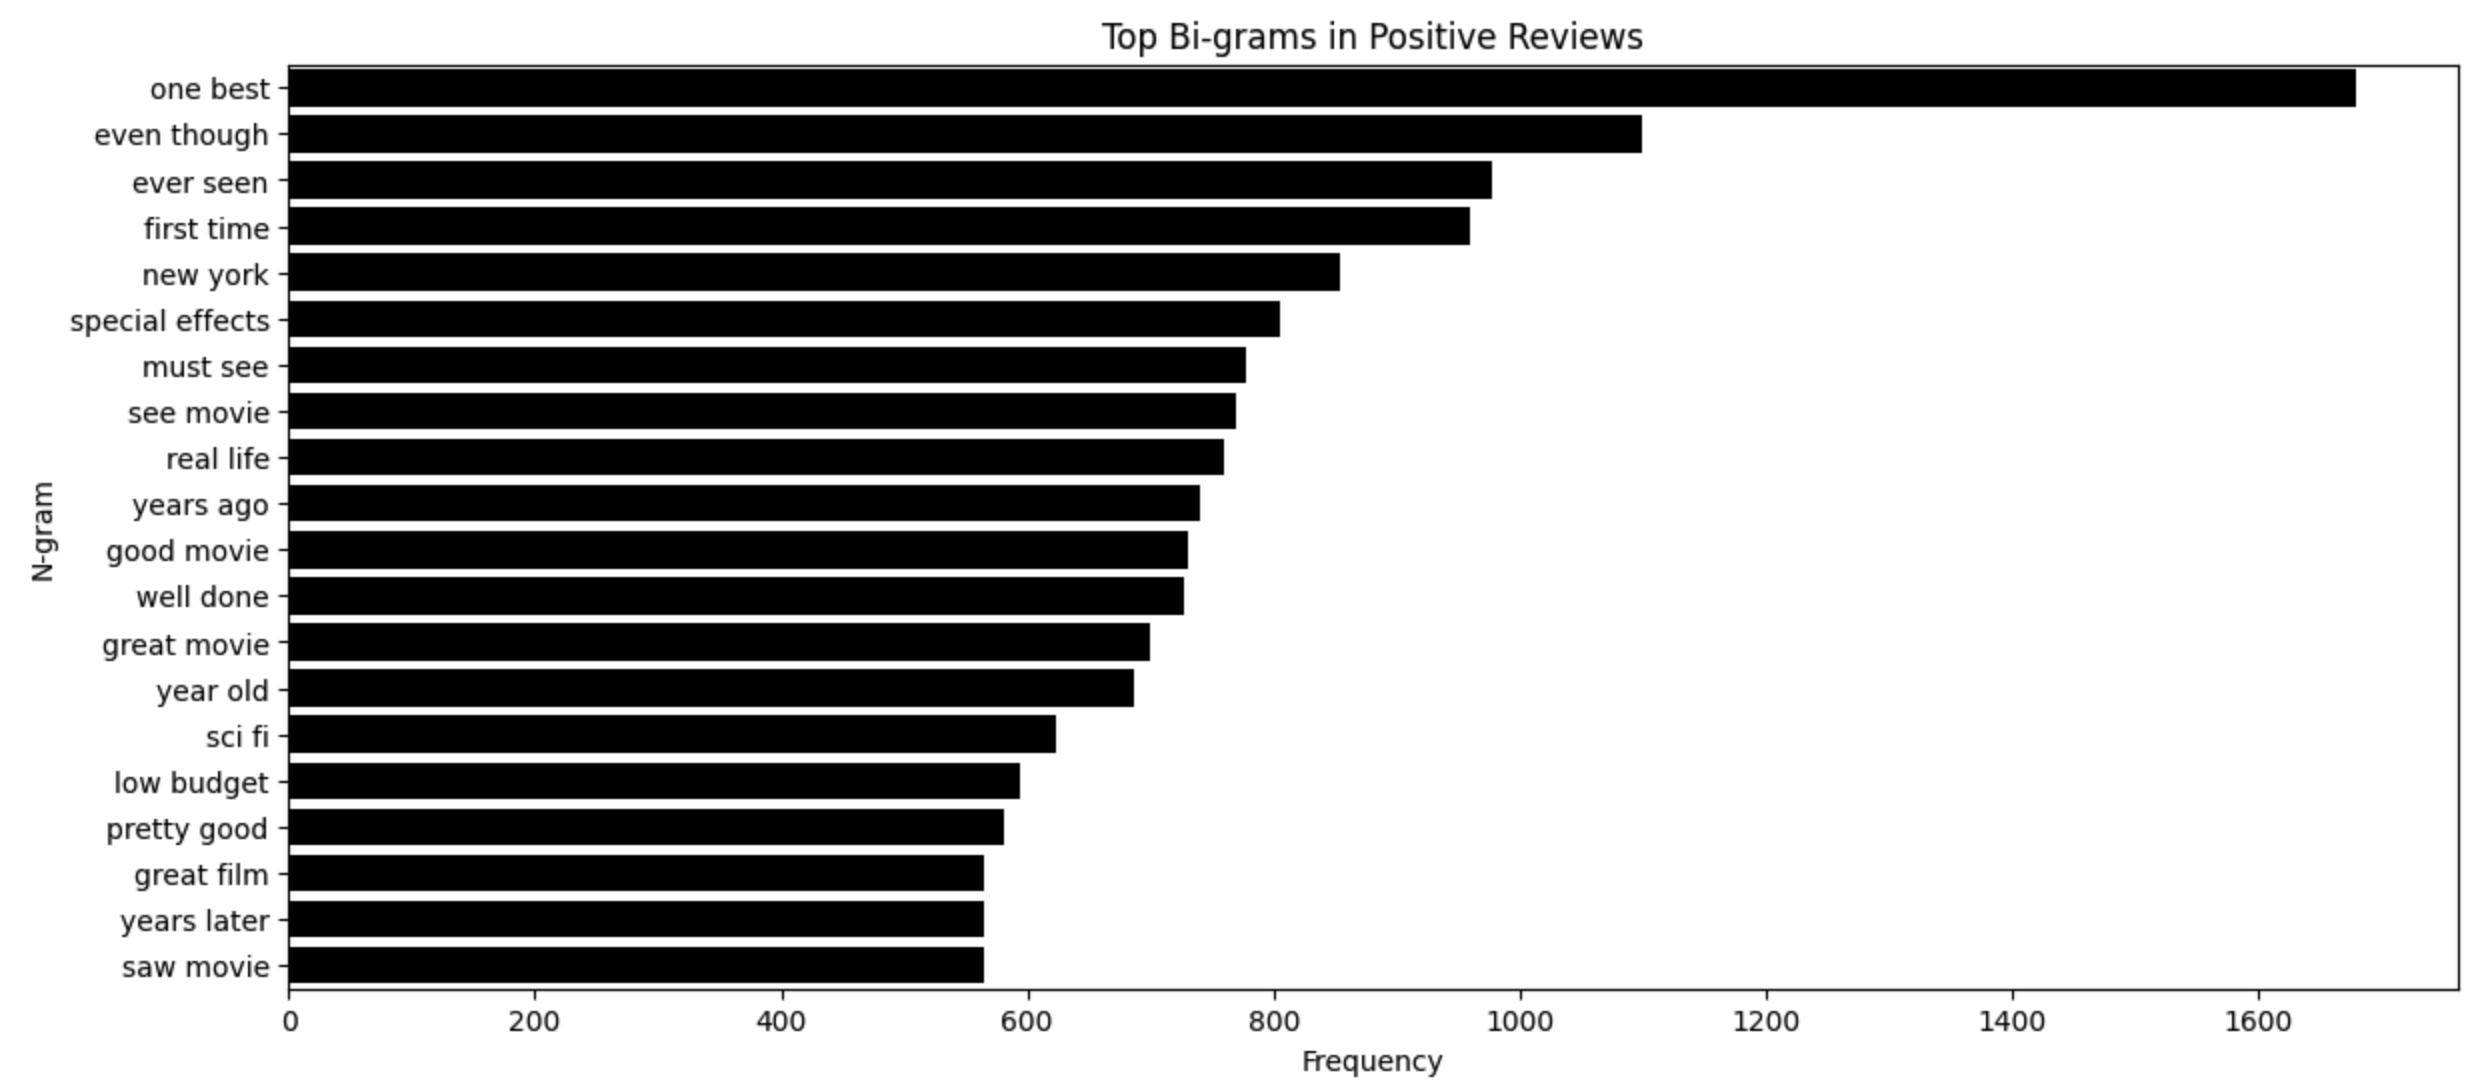 Top Bi-grams in Positive Reviews
one best
even though
ever seen
first time
new york
special effects
must see
see movie
real life
years ago
good movie
well done
great movie
year old
sci fi
low budget
pretty good
great film
years later
saw movie
N-gram
0 200 400 600 800 1000 1200 1400 1600
Frequency